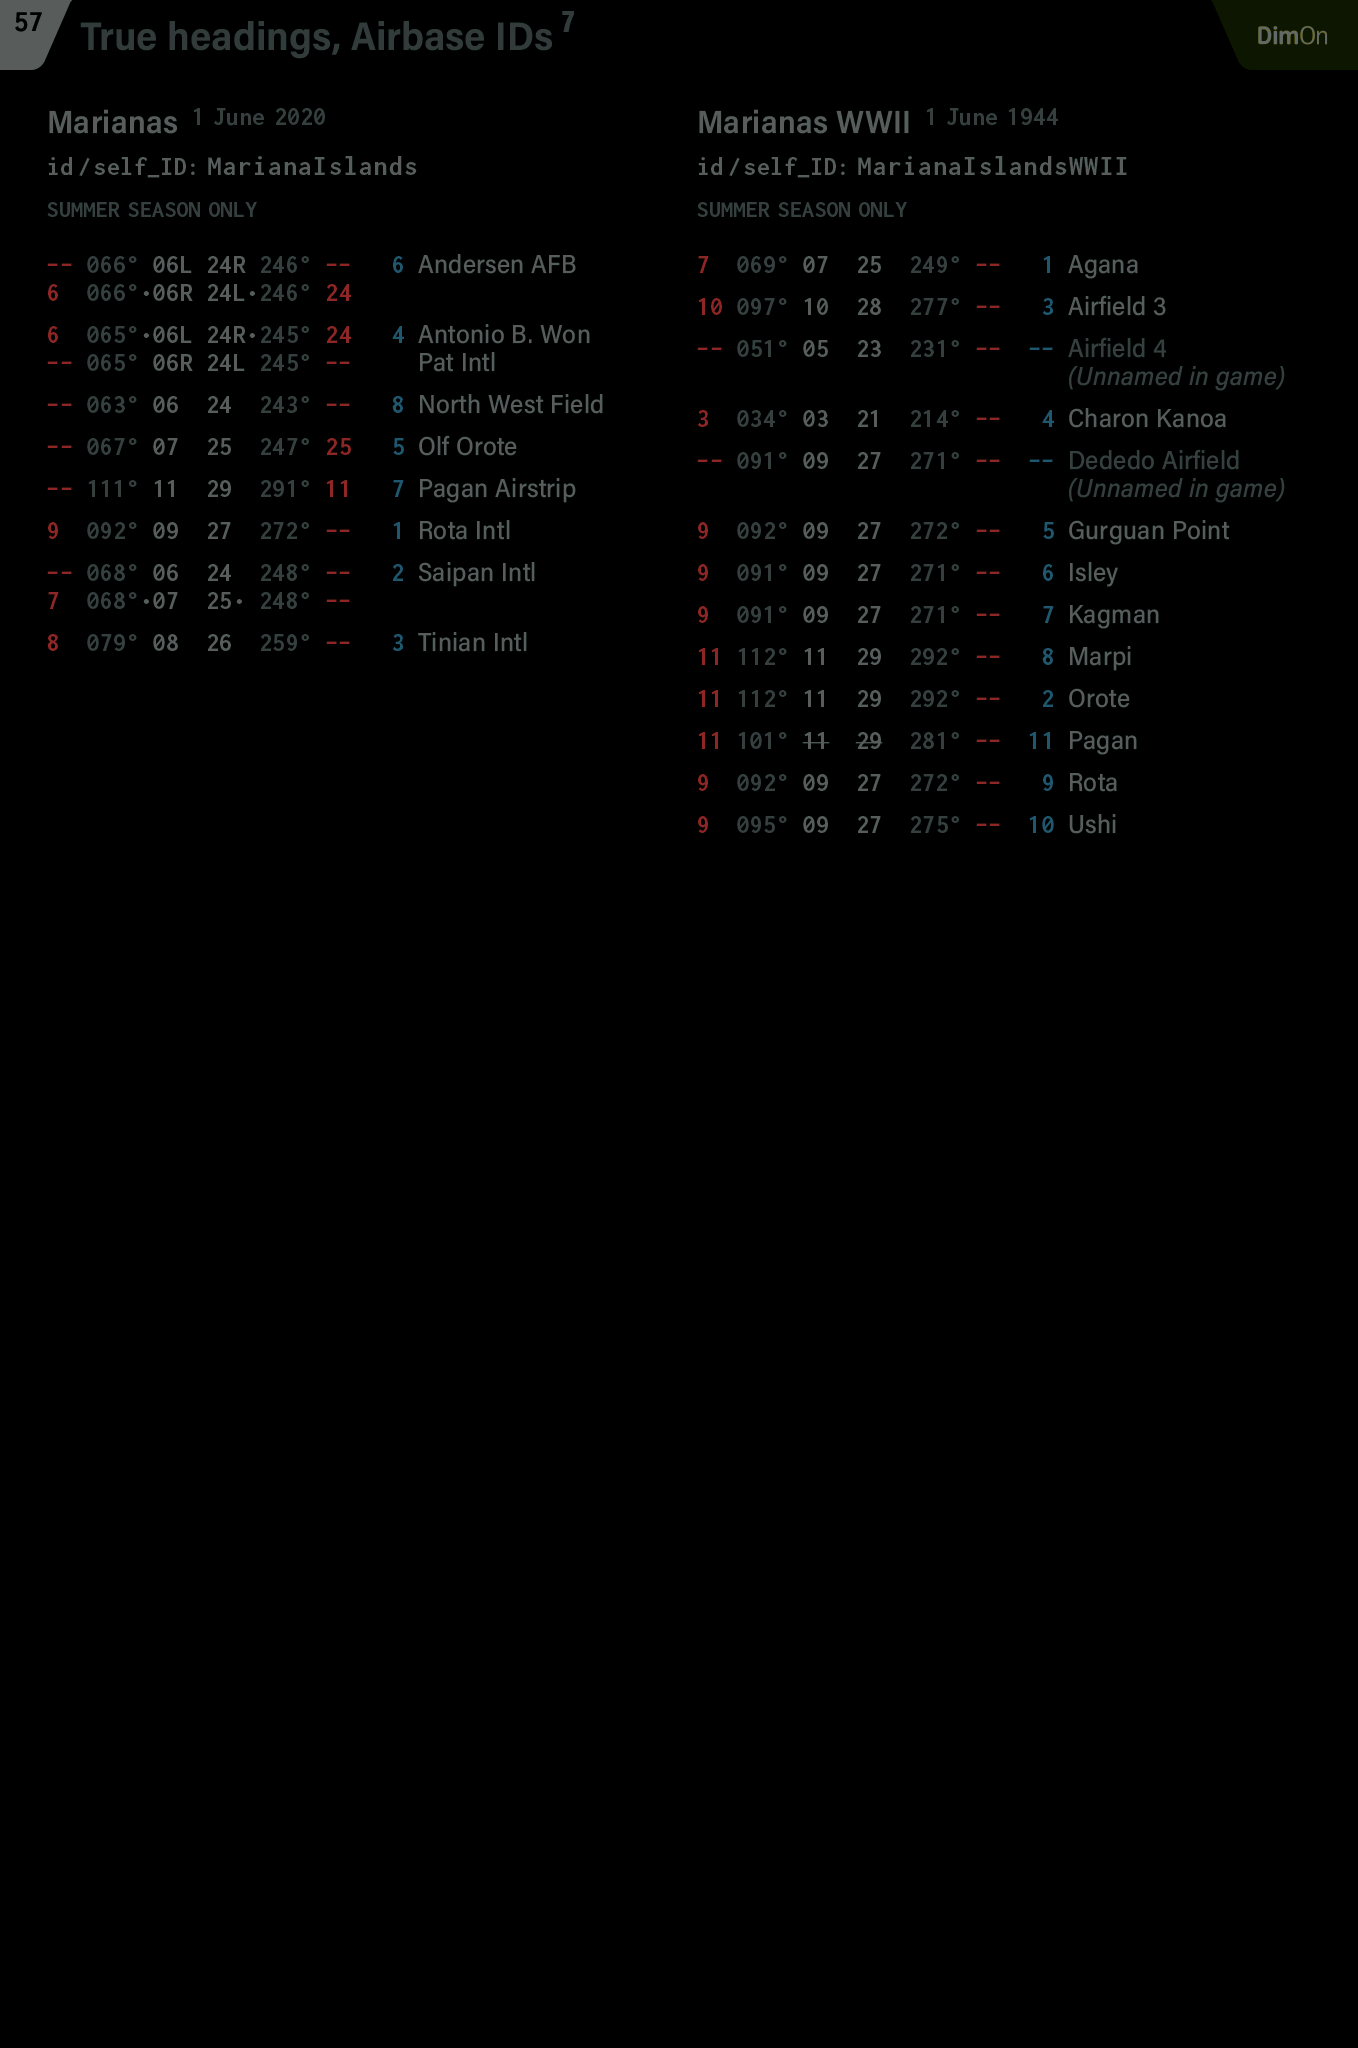 57
True headings, Airbase IDs 7
DimOn
Marianas 1 June 2020
id/self_ID: MarianaIslands
SUMMER SEASON ONLY
-- 066° 06L 24R 246° -- 6 Andersen AFB
6 066°•06R 24L•246° 24
6 065°•06L 24R•245° 24 4 Antonio B. Won
-- 065° 06R 24L 245° -- Pat Intl
-- 063° 06 24 243° -- 8 North West Field
-- 067° 07 25 247° 25 5 Olf Orote
-- 111° 11 29 291° 11 7 Pagan Airstrip
9 092° 09 27 272° -- 1 Rota Intl
-- 068° 06 24 248° -- 2 Saipan Intl
7 068°•07 25• 248° --
8 079° 08 26 259° -- 3 Tinian Intl
Marianas WWII 1 June 1944
id/self_ID: MarianaIslandsWWII
SUMMER SEASON ONLY
7 069° 07 25 249° -- 1 Agana
10 097° 10 28 277° -- 3 Airfield 3
-- 051° 05 23 231° -- -- Airfield 4
(Unnamed in game)
3 034° 03 21 214° -- 4 Charon Kanoa
-- 091° 09 27 271° -- -- Dededo Airfield
(Unnamed in game)
9 092° 09 27 272° -- 5 Gurguan Point
9 091° 09 27 271° -- 6 Isley
9 091° 09 27 271° -- 7 Kagman
11 112° 11 29 292° -- 8 Marpi
11 112° 11 29 292° -- 2 Orote
11 101° 11 29 281° -- 11 Pagan
9 092° 09 27 272° -- 9 Rota
9 095° 09 27 275° -- 10 Ushi